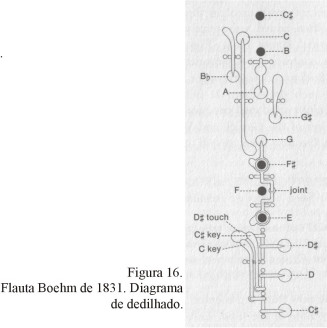 C♯
C
B
B♭
A
G♯
G
F♯
F
joint
E
D♯ touch
C♯ key
C key
D♯
D
C♯
Figura 16.
Flauta Boehm de 1831. Diagrama
de dedilhado.